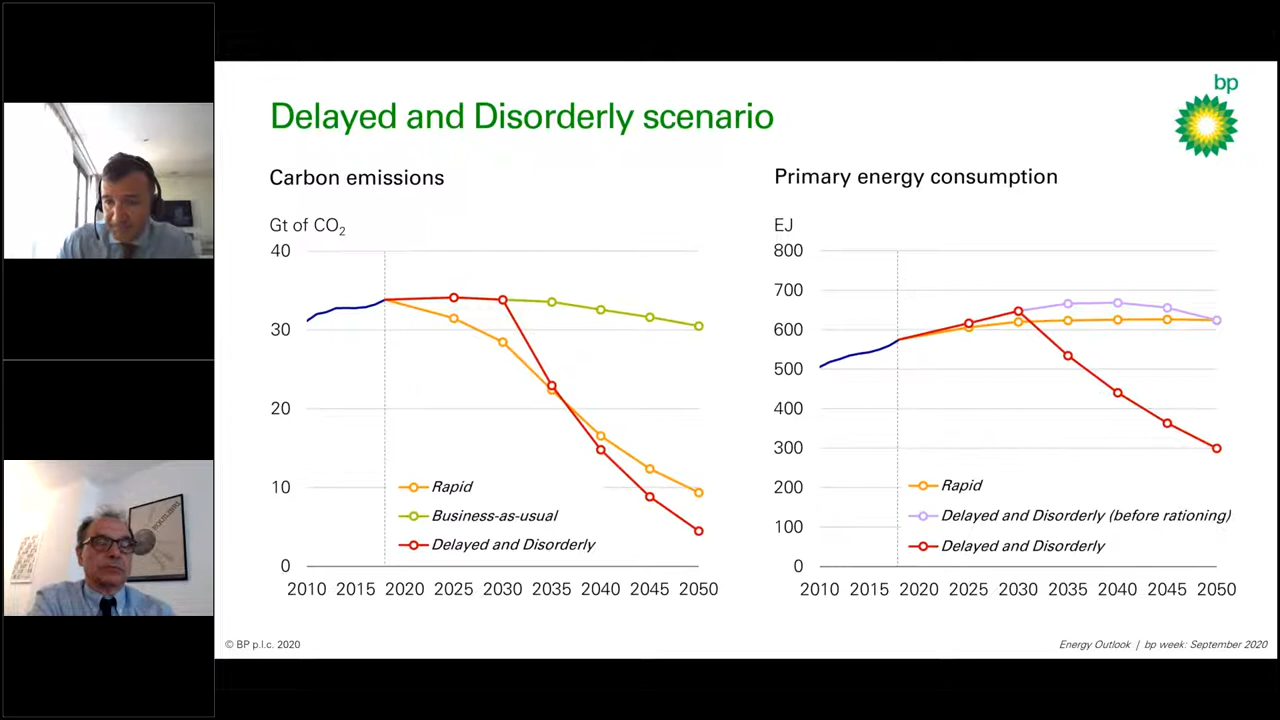 bp
Delayed and Disorderly scenario
Carbon emissions
Gt of CO₂
40
30
20
10
0
Rapid
Business-as-usual
Delayed and Disorderly
2010 2015 2020 2025 2030 2035 2040 2045 2050
Primary energy consumption
EJ
800
700
600
500
400
300
200
100
0
Rapid
Delayed and Disorderly (before rationing)
Delayed and Disorderly
2010 2015 2020 2025 2030 2035 2040 2045 2050
© BP p.l.c. 2020
Energy Outlook | bp week: September 2020